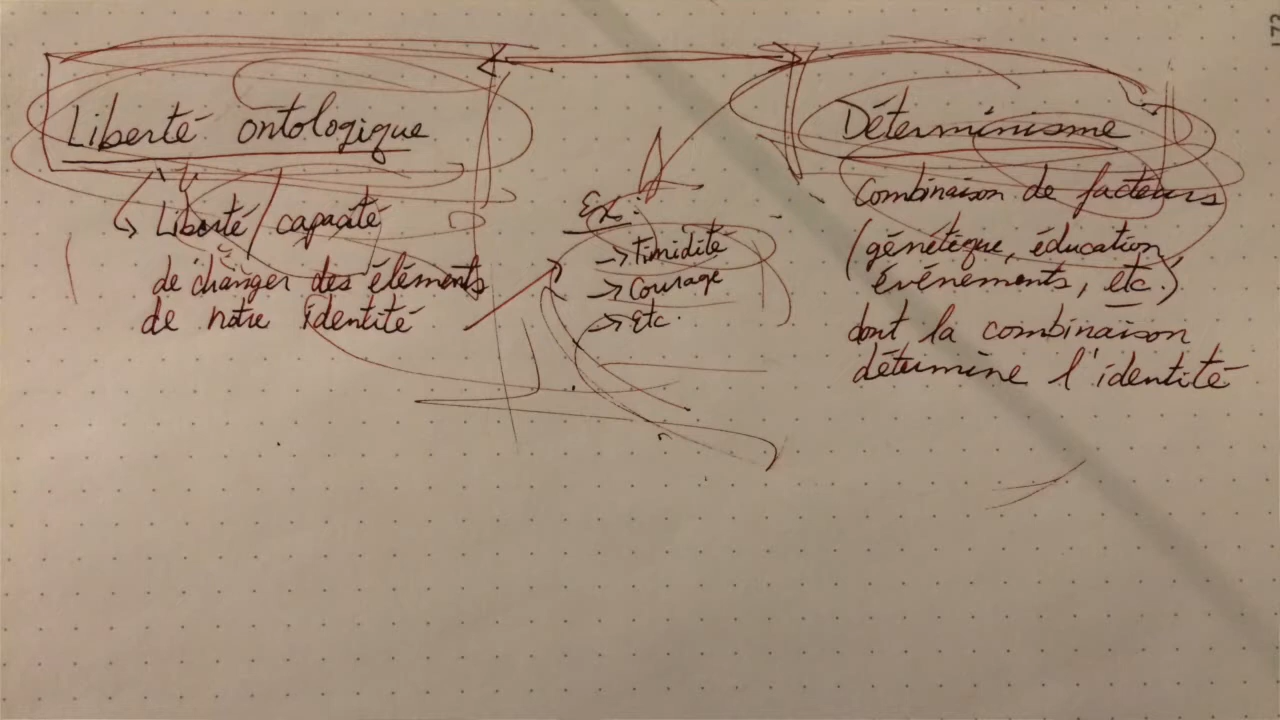 Liberté ontologique
Liberté / capacité
de changer des éléments
de notre identité
Ex:
→ Timidité
→ Courage
→ Etc.
Déterminisme
Combinaison de facteurs
(génétique, éducation,
événements, etc.)
dont la combinaison
détermine l'identité